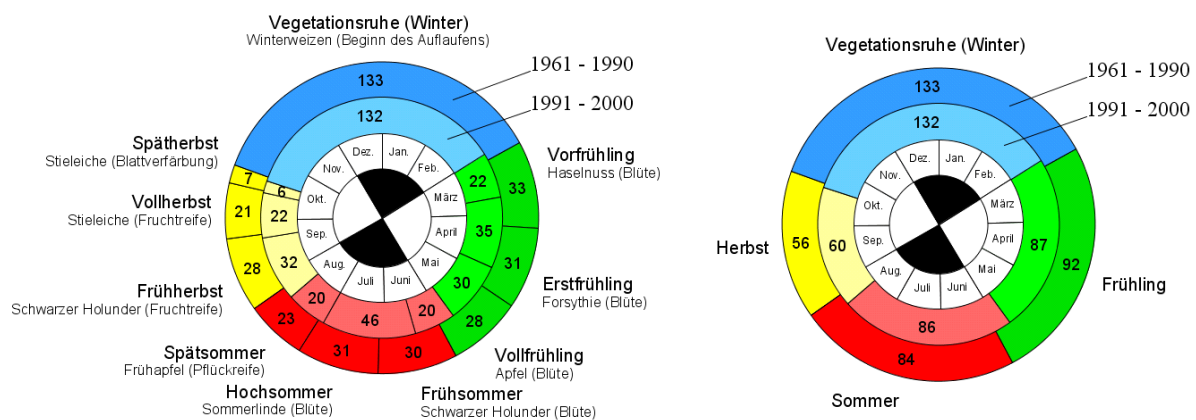 Vegetationsruhe (Winter)
Winterweizen (Beginn des Auflaufens)
1961 - 1990
1991 - 2000
133
132
Vorfrühling
Haselnuss (Blüte)
22
33
35
31
Erstfrühling
Forsythie (Blüte)
30
28
Vollfrühling
Apfel (Blüte)
20
30
Frühsommer
Schwarzer Holunder (Blüte)
46
31
Hochsommer
Sommerlinde (Blüte)
20
23
Spätsommer
Frühapfel (Pflückreife)
32
28
Frühherbst
Schwarzer Holunder (Fruchtreife)
22
21
Vollherbst
Stieleiche (Fruchtreife)
6
7
Spätherbst
Stieleiche (Blattverfärbung)
Jan.
Feb.
März
April
Mai
Juni
Juli
Aug.
Sep.
Okt.
Nov.
Dez.
Vegetationsruhe (Winter)
1961 - 1990
1991 - 2000
133
132
87
92
Frühling
86
84
Sommer
60
56
Herbst
Jan.
Feb.
März
April
Mai
Juni
Juli
Aug.
Sep.
Okt.
Nov.
Dez.